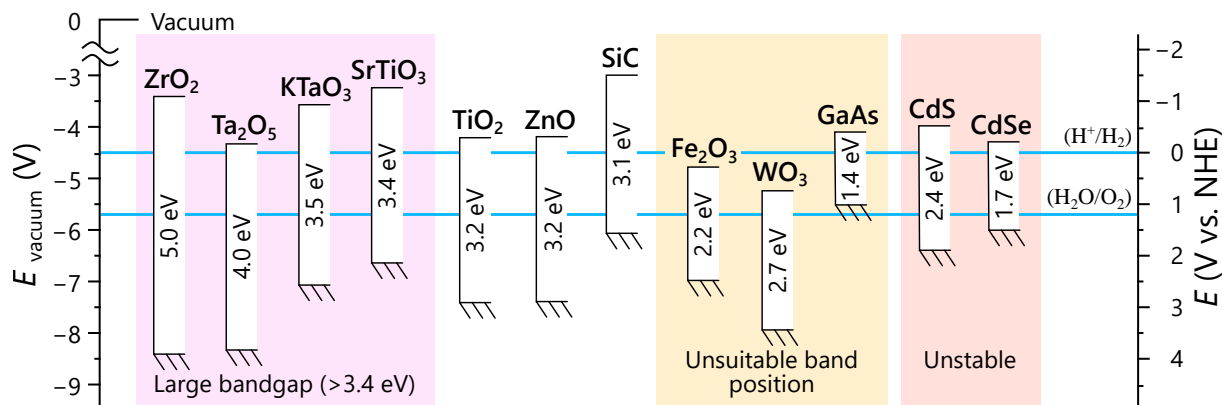 0
Vacuum
−3
−4
−5
−6
−7
−8
−9
E vacuum (V)
ZrO₂
5.0 eV
Ta₂O₅
4.0 eV
KTaO₃
3.5 eV
SrTiO₃
3.4 eV
Large bandgap (>3.4 eV)
TiO₂
3.2 eV
ZnO
3.2 eV
SiC
3.1 eV
Fe₂O₃
2.2 eV
WO₃
2.7 eV
GaAs
1.4 eV
Unsuitable band
position
CdS
2.4 eV
CdSe
1.7 eV
Unstable
(H⁺/H₂)
(H₂O/O₂)
−2
−1
0
1
2
3
4
E (V vs. NHE)